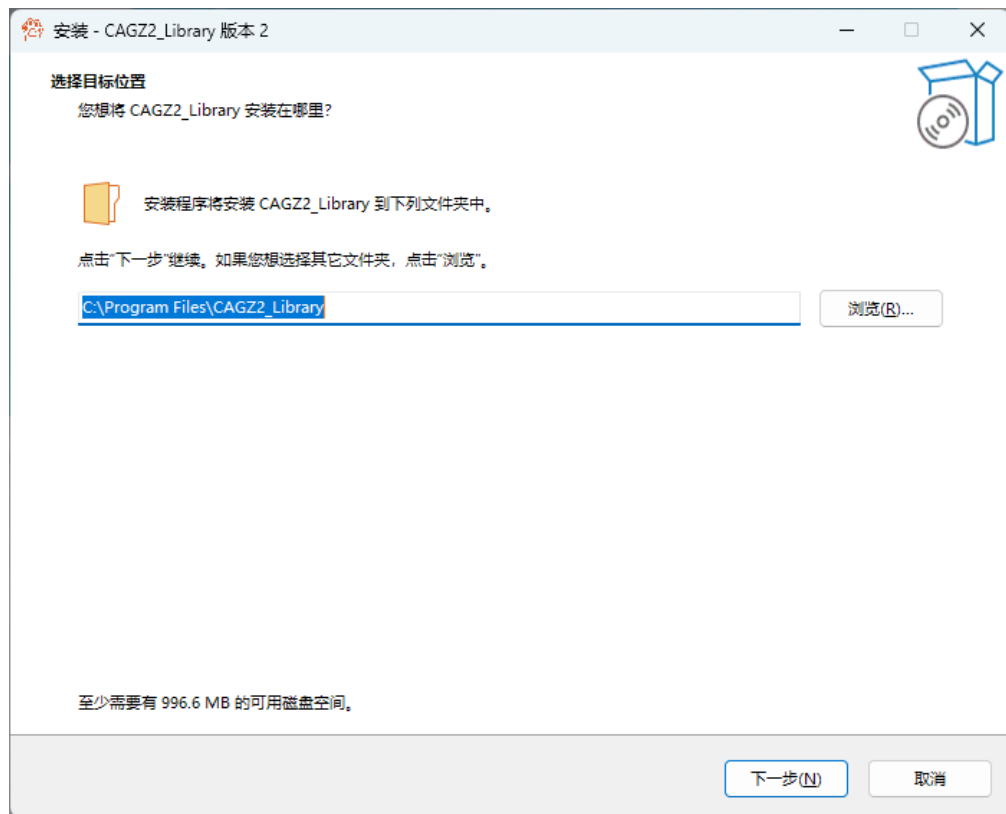 安装 - CAGZ2_Library 版本 2
选择目标位置
您想将 CAGZ2_Library 安装在哪里?
安装程序将安装 CAGZ2_Library 到下列文件夹中。
点击“下一步”继续。如果您想选择其它文件夹，点击“浏览”。
C:\Program Files\CAGZ2_Library
浏览(R)...
至少需要有 996.6 MB 的可用磁盘空间。
下一步(N)
取消